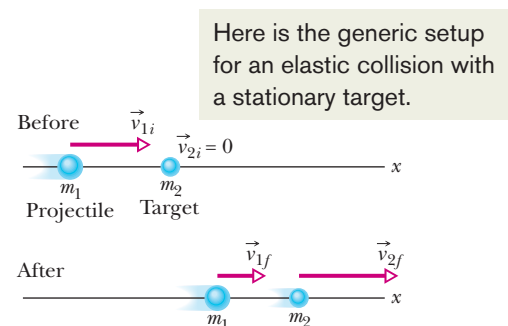 Here is the generic setup
for an elastic collision with
a stationary target.
Before
v⃗1i
v⃗2i = 0
x
m1
m2
Projectile Target
After
v⃗1f
v⃗2f
x
m1
m2